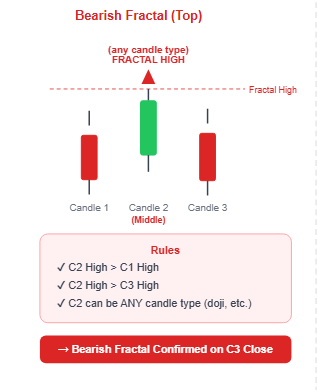 Bearish Fractal (Top)
(any candle type)
FRACTAL HIGH
Fractal High
Candle 1
Candle 2
Candle 3
(Middle)
Rules
✓ C2 High > C1 High
✓ C2 High > C3 High
✓ C2 can be ANY candle type (doji, etc.)
→ Bearish Fractal Confirmed on C3 Close